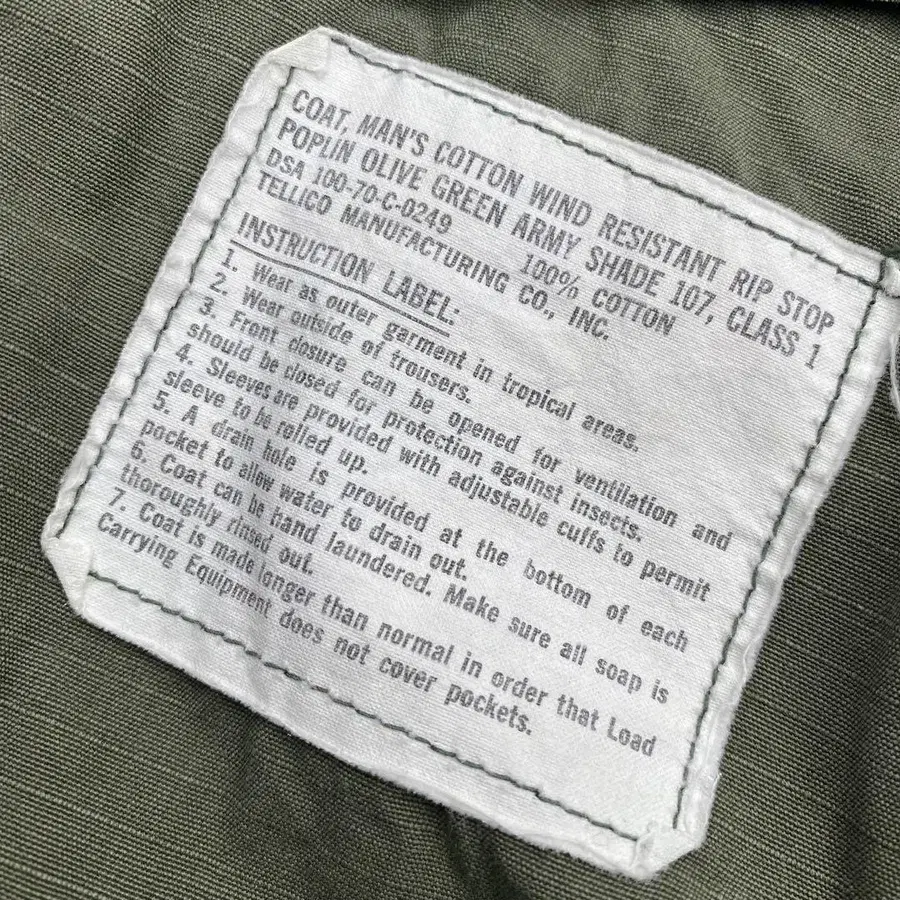 COAT, MAN'S COTTON WIND RESISTANT RIP STOP
POPLIN OLIVE GREEN ARMY SHADE 107, CLASS 1
DSA 100-70-C-0249 100% COTTON
TELLICO MANUFACTURING CO., INC.
INSTRUCTION LABEL:
1. Wear as outer garment in tropical areas.
2. Wear outside of trousers.
3. Front closure can be opened for ventilation and
should be closed for protection against insects.
4. Sleeves are provided with adjustable cuffs to permit
sleeve to be rolled up.
5. A drain hole is provided at the bottom of each
pocket to allow water to drain out.
6. Coat can be hand laundered. Make sure all soap is
thoroughly rinsed out.
7. Coat is made longer than normal in order that Load
Carrying Equipment does not cover pockets.